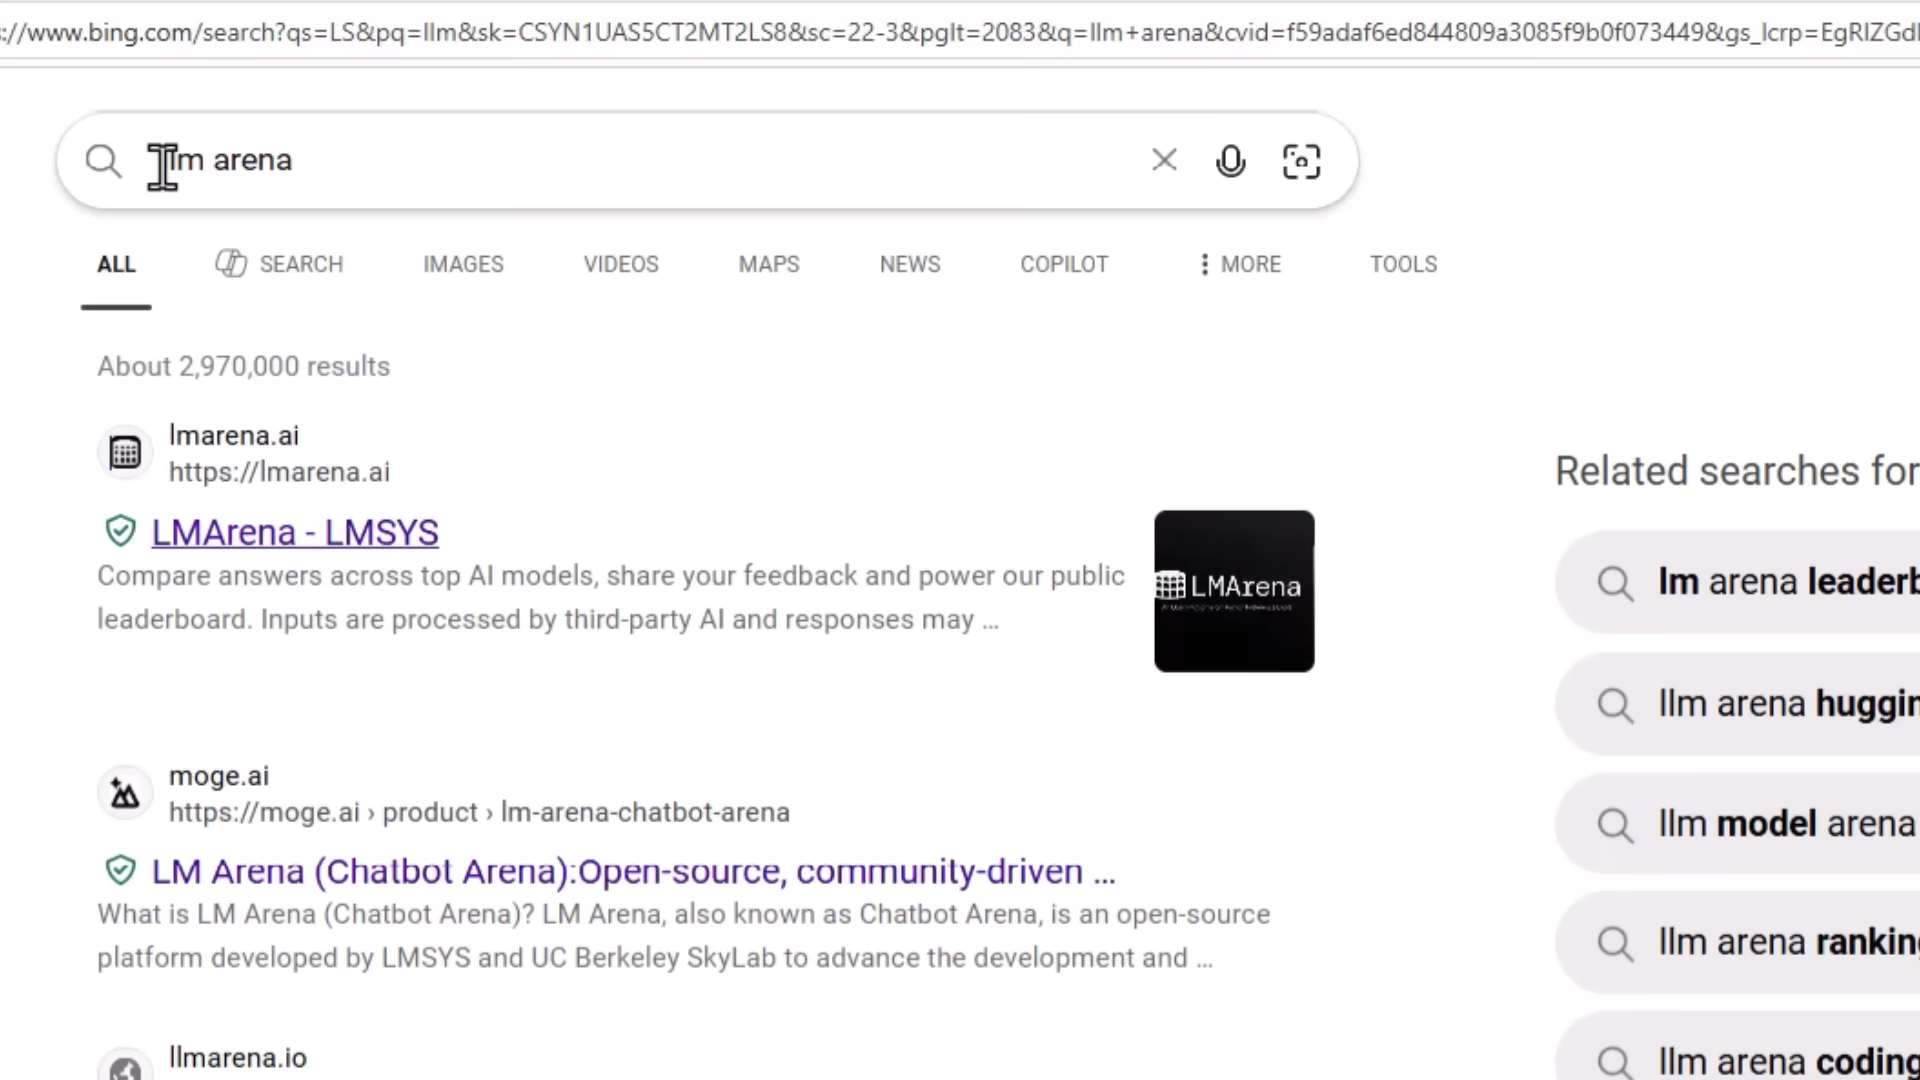 ://www.bing.com/search?qs=LS&pq=llm&sk=CSYN1UAS5CT2MT2LS8&sc=22-3&pglt=2083&q=llm+arena&cvid=f59adaf6ed844809a3085f9b0f073449&gs_lcrp=EgRlZGdl
llm arena
ALL SEARCH IMAGES VIDEOS MAPS NEWS COPILOT MORE TOOLS
About 2,970,000 results
lmarena.ai
https://lmarena.ai
LMArena - LMSYS
Compare answers across top AI models, share your feedback and power our public
leaderboard. Inputs are processed by third-party AI and responses may ...
LMArena
moge.ai
https://moge.ai › product › lm-arena-chatbot-arena
LM Arena (Chatbot Arena):Open-source, community-driven ...
What is LM Arena (Chatbot Arena)? LM Arena, also known as Chatbot Arena, is an open-source
platform developed by LMSYS and UC Berkeley SkyLab to advance the development and ...
llmarena.io
Related searches for
lm arena leaderb
llm arena huggin
llm model arena
llm arena ranking
llm arena coding